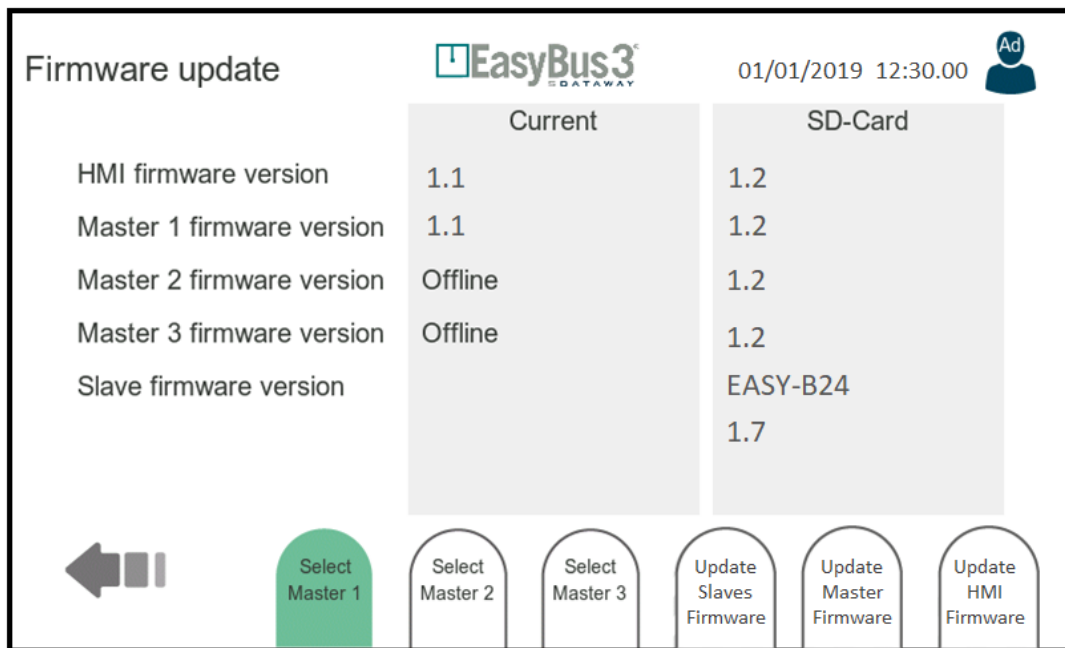 Firmware update
EasyBus3
DATAWAY
01/01/2019 12:30.00
Ad
Current
SD-Card
HMI firmware version 1.1 1.2
Master 1 firmware version 1.1 1.2
Master 2 firmware version Offline 1.2
Master 3 firmware version Offline 1.2
Slave firmware version EASY-B24
1.7
Select
Master 1
Select
Master 2
Select
Master 3
Update
Slaves
Firmware
Update
Master
Firmware
Update
HMI
Firmware